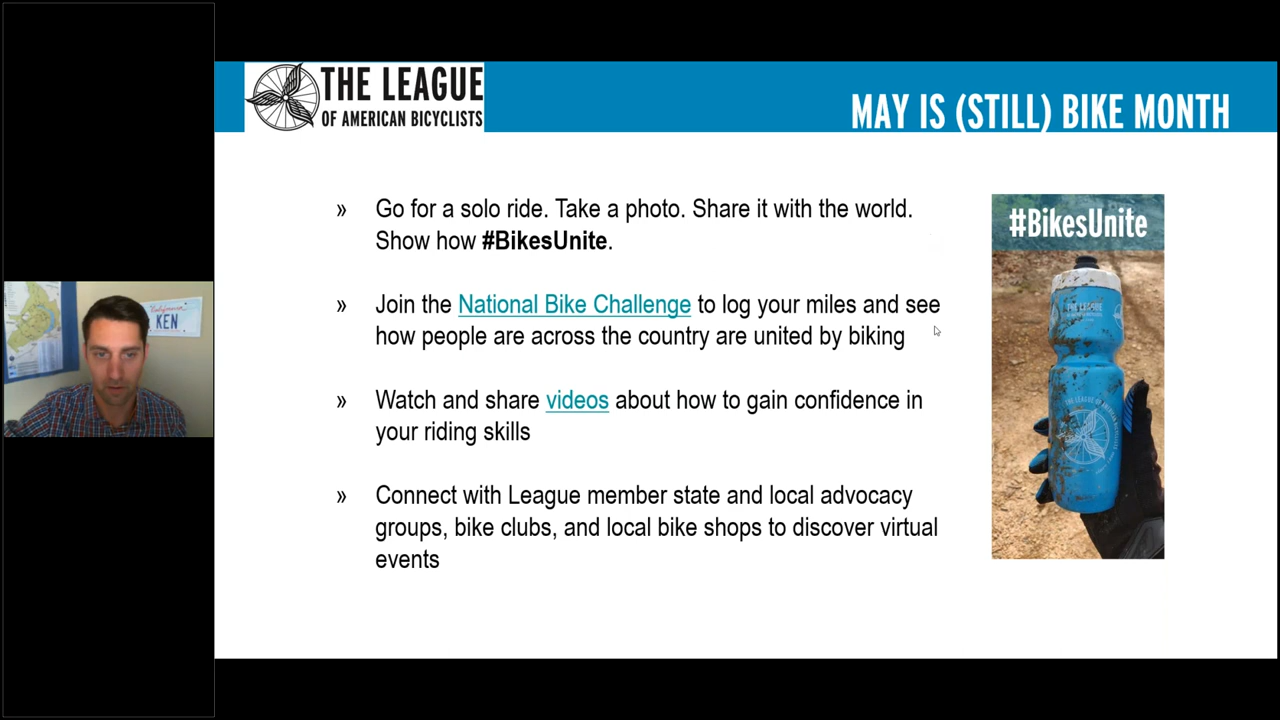 THE LEAGUE
OF AMERICAN BICYCLISTS
MAY IS (STILL) BIKE MONTH
» Go for a solo ride. Take a photo. Share it with the world.
Show how #BikesUnite.
» Join the National Bike Challenge to log your miles and see
how people are across the country are united by biking
» Watch and share videos about how to gain confidence in
your riding skills
» Connect with League member state and local advocacy
groups, bike clubs, and local bike shops to discover virtual
events
#BikesUnite
THE LEAGUE
KEN